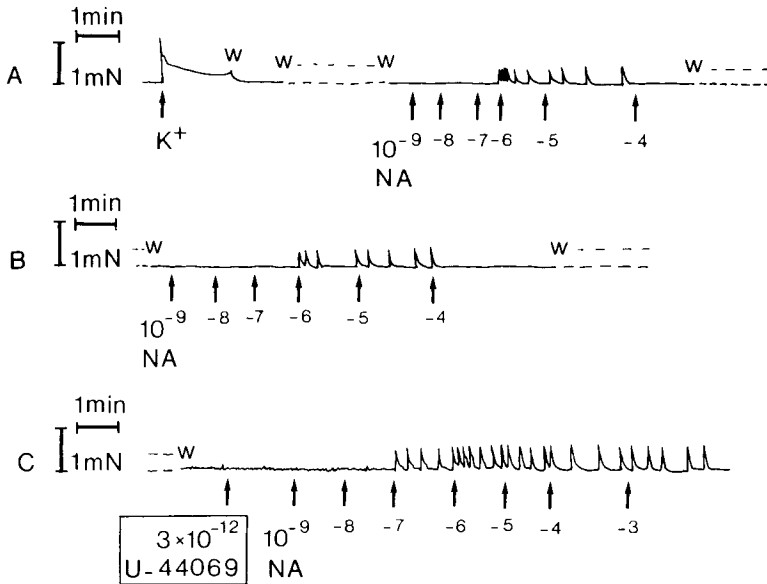 1min
A
1mN
W
W
W
W
K⁺
10⁻⁹ -8 -7 -6 -5 -4
NA
1min
B
1mN
W
W
10⁻⁹ -8 -7 -6 -5 -4
NA
1min
C
1mN
W
3×10⁻¹²
U-44069
10⁻⁹ -8 -7 -6 -5 -4 -3
NA